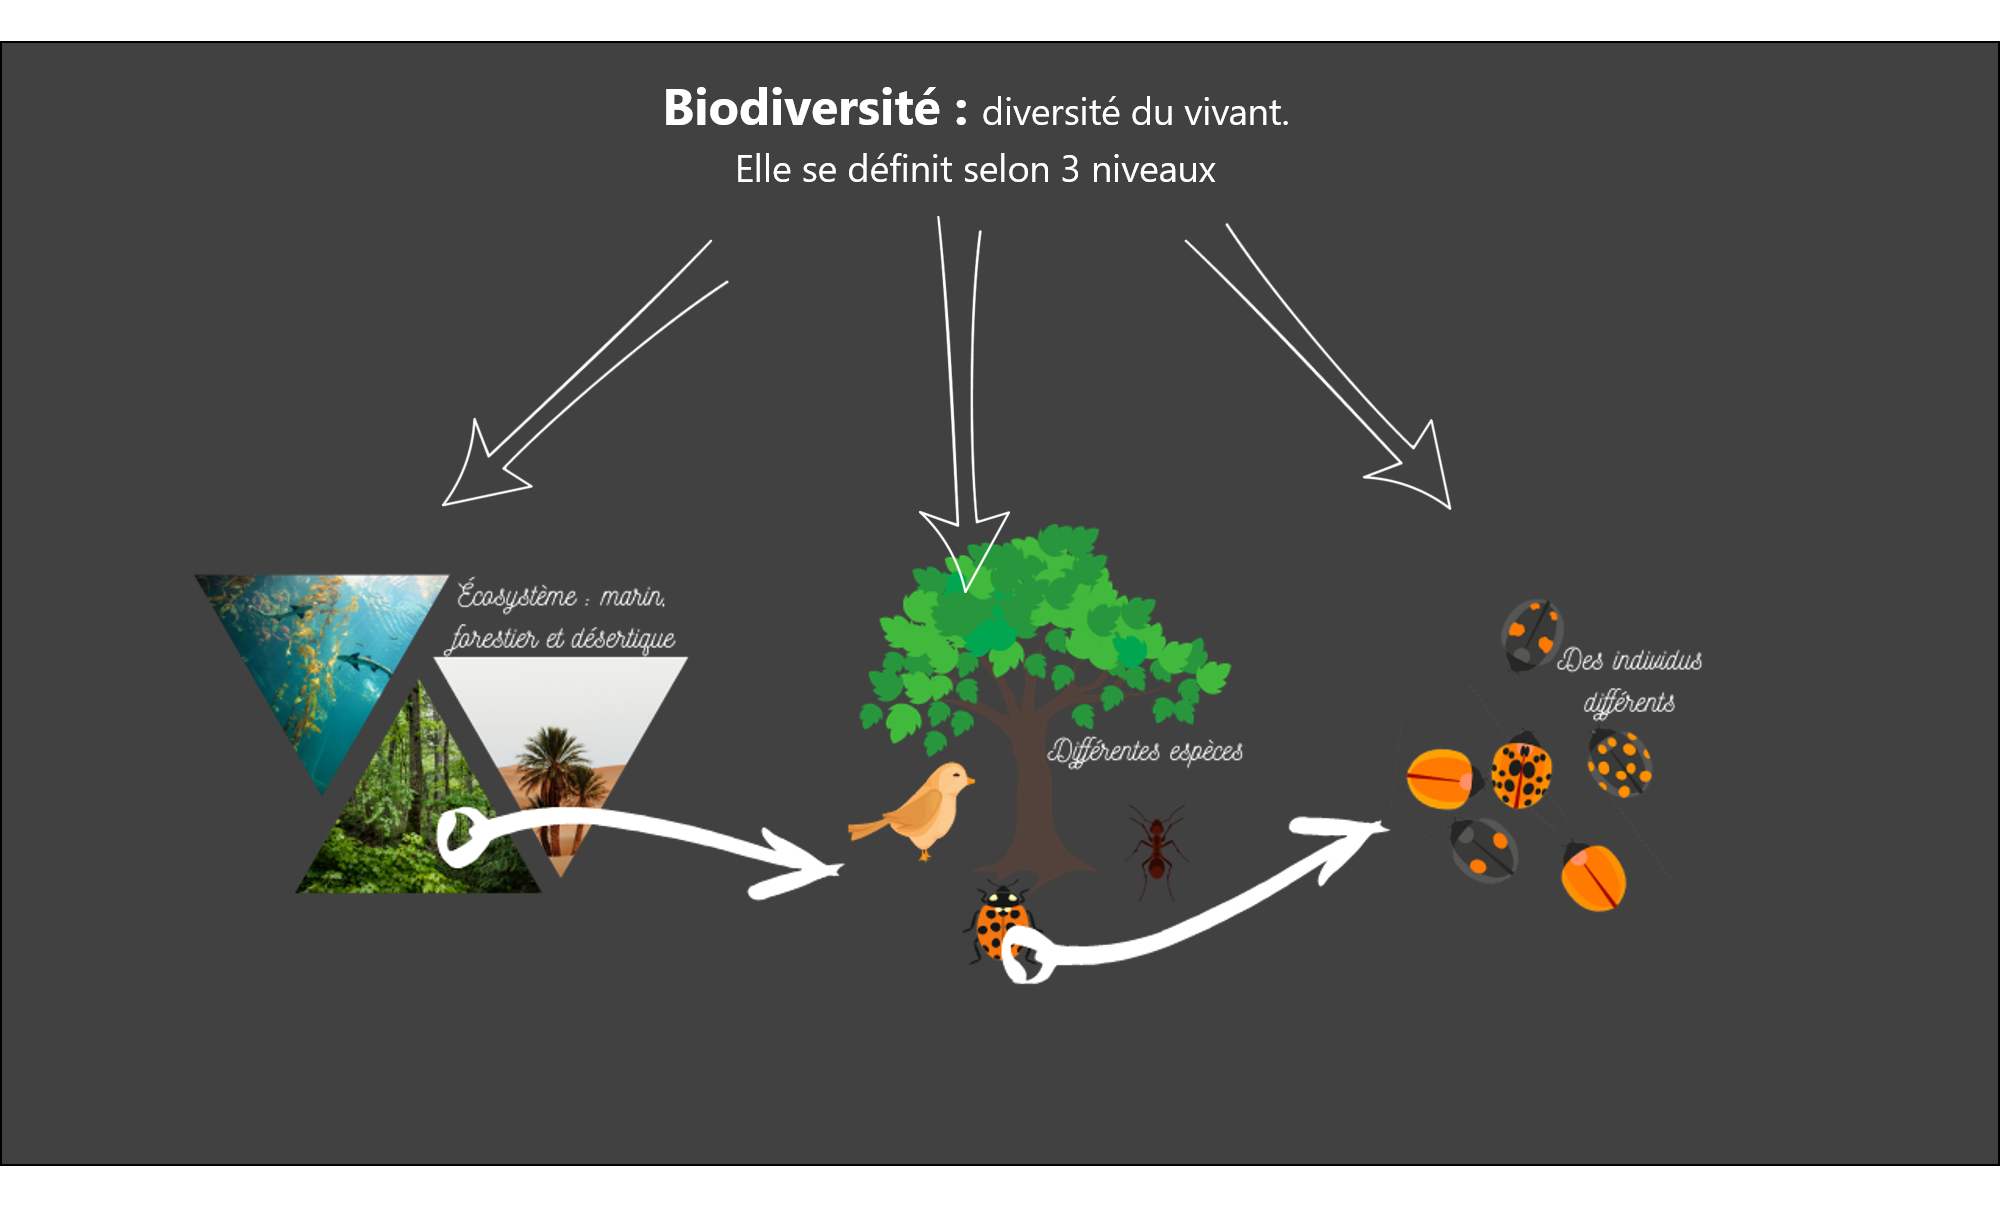 Biodiversité : diversité du vivant.
Elle se définit selon 3 niveaux
Écosystème : marin,
forestier et désertique
Différentes espèces
Des individus
différents